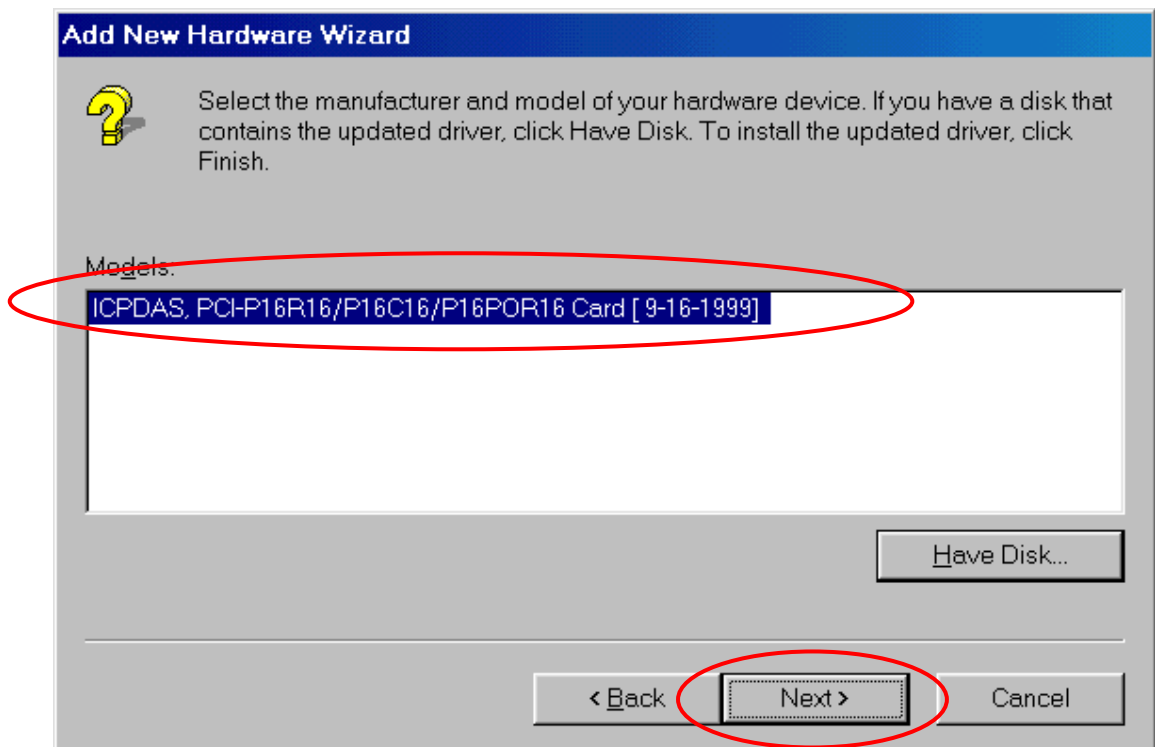 Add New Hardware Wizard
Select the manufacturer and model of your hardware device. If you have a disk that
contains the updated driver, click Have Disk. To install the updated driver, click
Finish.
Models:
ICPDAS, PCI-P16R16/P16C16/P16POR16 Card [ 9-16-1999]
Have Disk...
< Back
Next >
Cancel